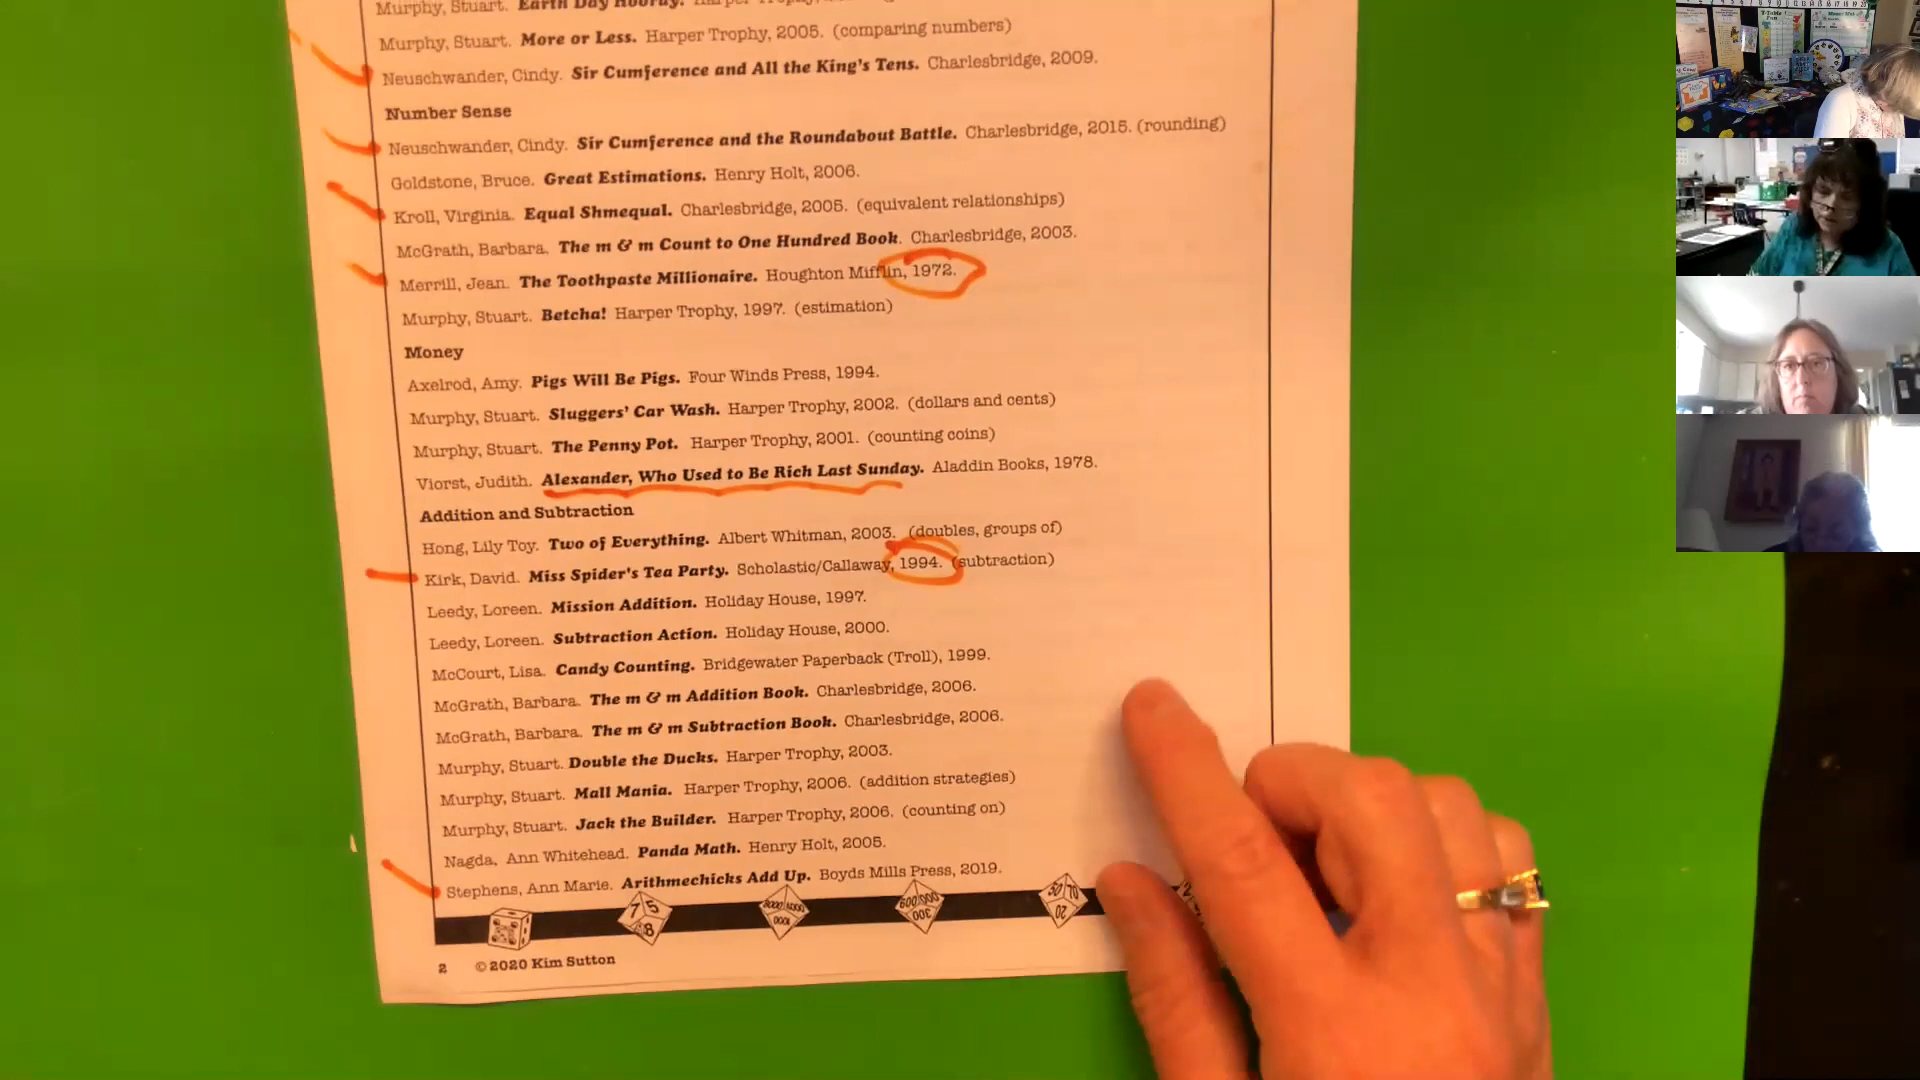 Murphy, Stuart. Earth Day Hooray.
Murphy, Stuart. More or Less. Harper Trophy, 2005. (comparing numbers)
Neuschwander, Cindy. Sir Cumference and All the King's Tens. Charlesbridge, 2009.
Number Sense
Neuschwander, Cindy. Sir Cumference and the Roundabout Battle. Charlesbridge, 2015. (rounding)
Goldstone, Bruce. Great Estimations. Henry Holt, 2006.
Kroll, Virginia. Equal Shmequal. Charlesbridge, 2005. (equivalent relationships)
McGrath, Barbara. The m & m Count to One Hundred Book. Charlesbridge, 2003.
Merrill, Jean. The Toothpaste Millionaire. Houghton Mifflin, 1972.
Murphy, Stuart. Betcha! Harper Trophy, 1997. (estimation)
Money
Axelrod, Amy. Pigs Will Be Pigs. Four Winds Press, 1994.
Murphy, Stuart. Sluggers' Car Wash. Harper Trophy, 2002. (dollars and cents)
Murphy, Stuart. The Penny Pot. Harper Trophy, 2001. (counting coins)
Viorst, Judith. Alexander, Who Used to Be Rich Last Sunday. Aladdin Books, 1978.
Addition and Subtraction
Hong, Lily Toy. Two of Everything. Albert Whitman, 2003. (doubles, groups of)
Kirk, David. Miss Spider's Tea Party. Scholastic/Callaway, 1994. (subtraction)
Leedy, Loreen. Mission Addition. Holiday House, 1997.
Leedy, Loreen. Subtraction Action. Holiday House, 2000.
McCourt, Lisa. Candy Counting. Bridgewater Paperback (Troll), 1999.
McGrath, Barbara. The m & m Addition Book. Charlesbridge, 2006.
McGrath, Barbara. The m & m Subtraction Book. Charlesbridge, 2006.
Murphy, Stuart. Double the Ducks. Harper Trophy, 2003.
Murphy, Stuart. Mall Mania. Harper Trophy, 2006. (addition strategies)
Murphy, Stuart. Jack the Builder. Harper Trophy, 2006. (counting on)
Nagda, Ann Whitehead. Panda Math. Henry Holt, 2005.
Stephens, Ann Marie. Arithmechicks Add Up. Boyds Mills Press, 2019.
7 5 8
300
50 70 20
2 © 2020 Kim Sutton